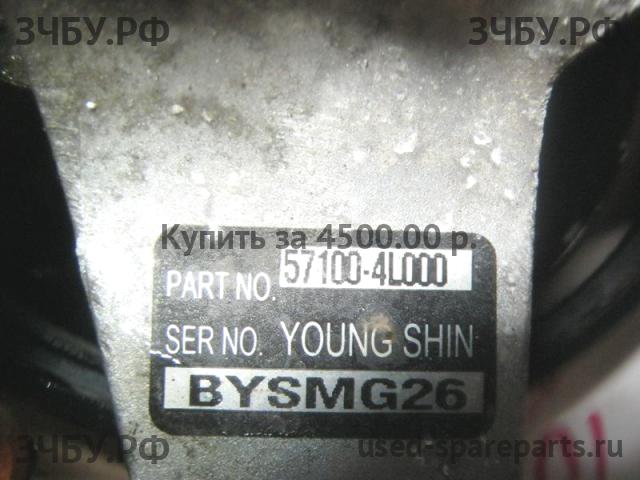 ЗЧБУ.РФ ЗЧБУ.РФ
Купить за 4500.00 р.
PART NO. 57100-4L000
SER NO. YOUNG SHIN
BYSMG26
ЗЧБУ.РФ used-spareparts.ru